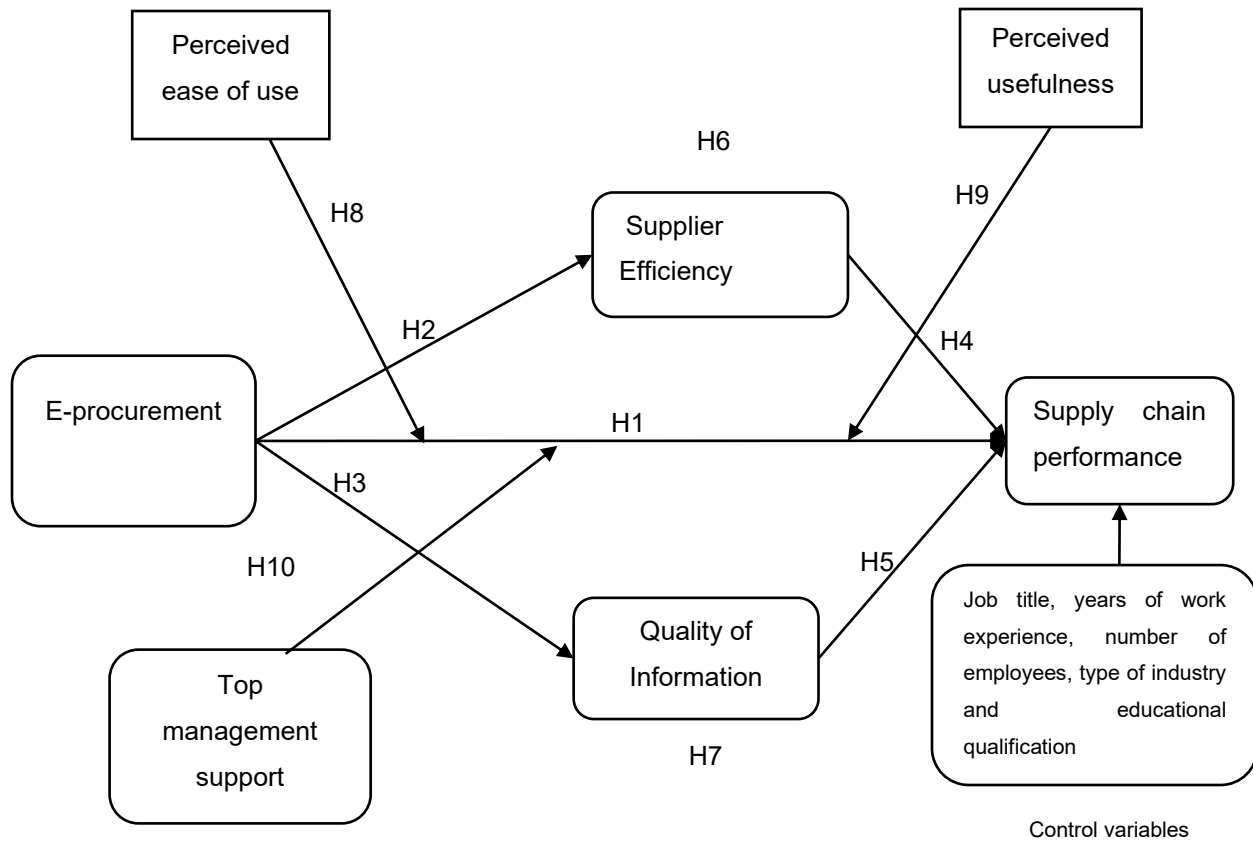 Perceived
ease of use
Perceived
usefulness
H6
H8
H9
Supplier
Efficiency
H2
H4
E-procurement
H1
Supply chain
performance
H3
H10
H5
Quality of
Information
Top
management
support
H7
Job title, years of work
experience, number of
employees, type of industry
and educational
qualification
Control variables